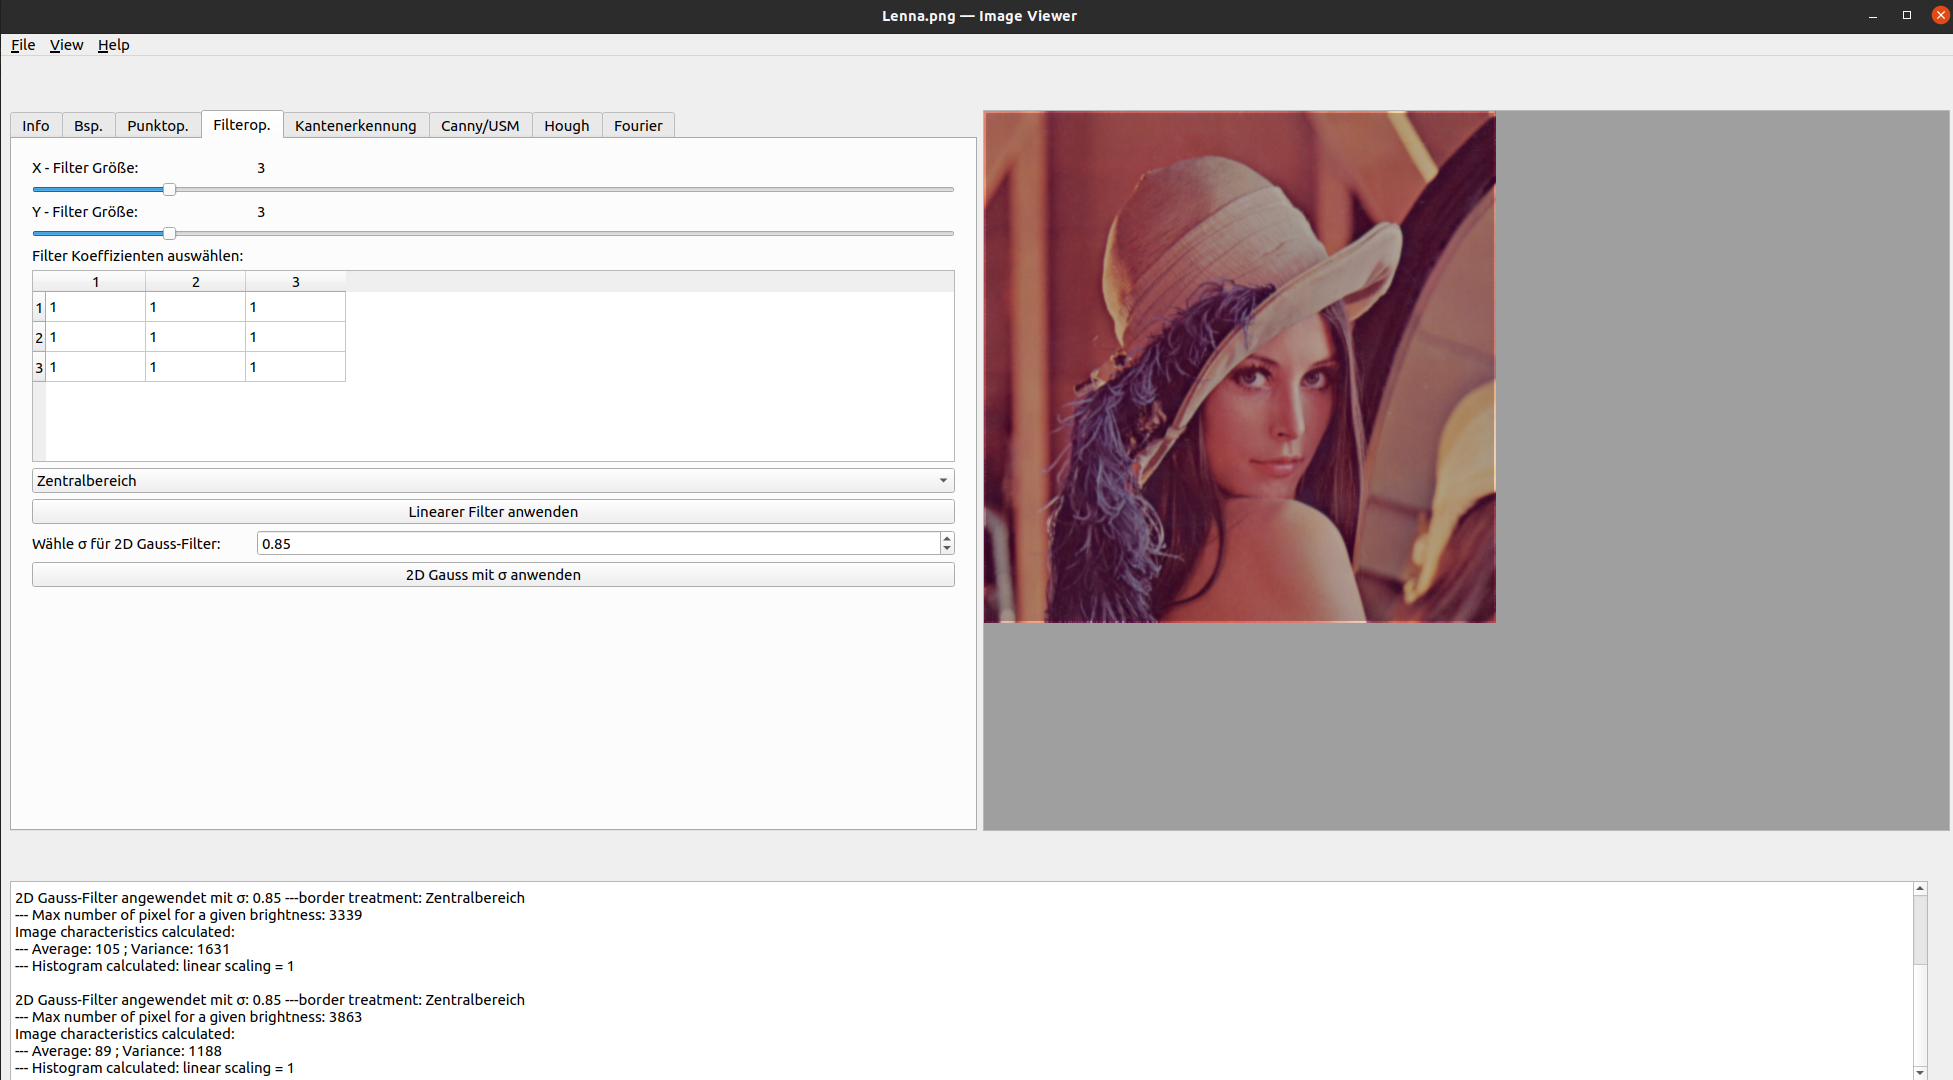 Lenna.png — Image Viewer
File View Help
Info Bsp. Punktop. Filterop. Kantenerkennung Canny/USM Hough Fourier
X - Filter Größe: 3
Y - Filter Größe: 3
Filter Koeffizienten auswählen:
1 2 3
1 1 1 1
2 1 1 1
3 1 1 1
Zentralbereich
Linearer Filter anwenden
Wähle σ für 2D Gauss-Filter: 0.85
2D Gauss mit σ anwenden
2D Gauss-Filter angewendet mit σ: 0.85 ---border treatment: Zentralbereich
--- Max number of pixel for a given brightness: 3339
Image characteristics calculated:
--- Average: 105 ; Variance: 1631
--- Histogram calculated: linear scaling = 1
2D Gauss-Filter angewendet mit σ: 0.85 ---border treatment: Zentralbereich
--- Max number of pixel for a given brightness: 3863
Image characteristics calculated:
--- Average: 89 ; Variance: 1188
--- Histogram calculated: linear scaling = 1